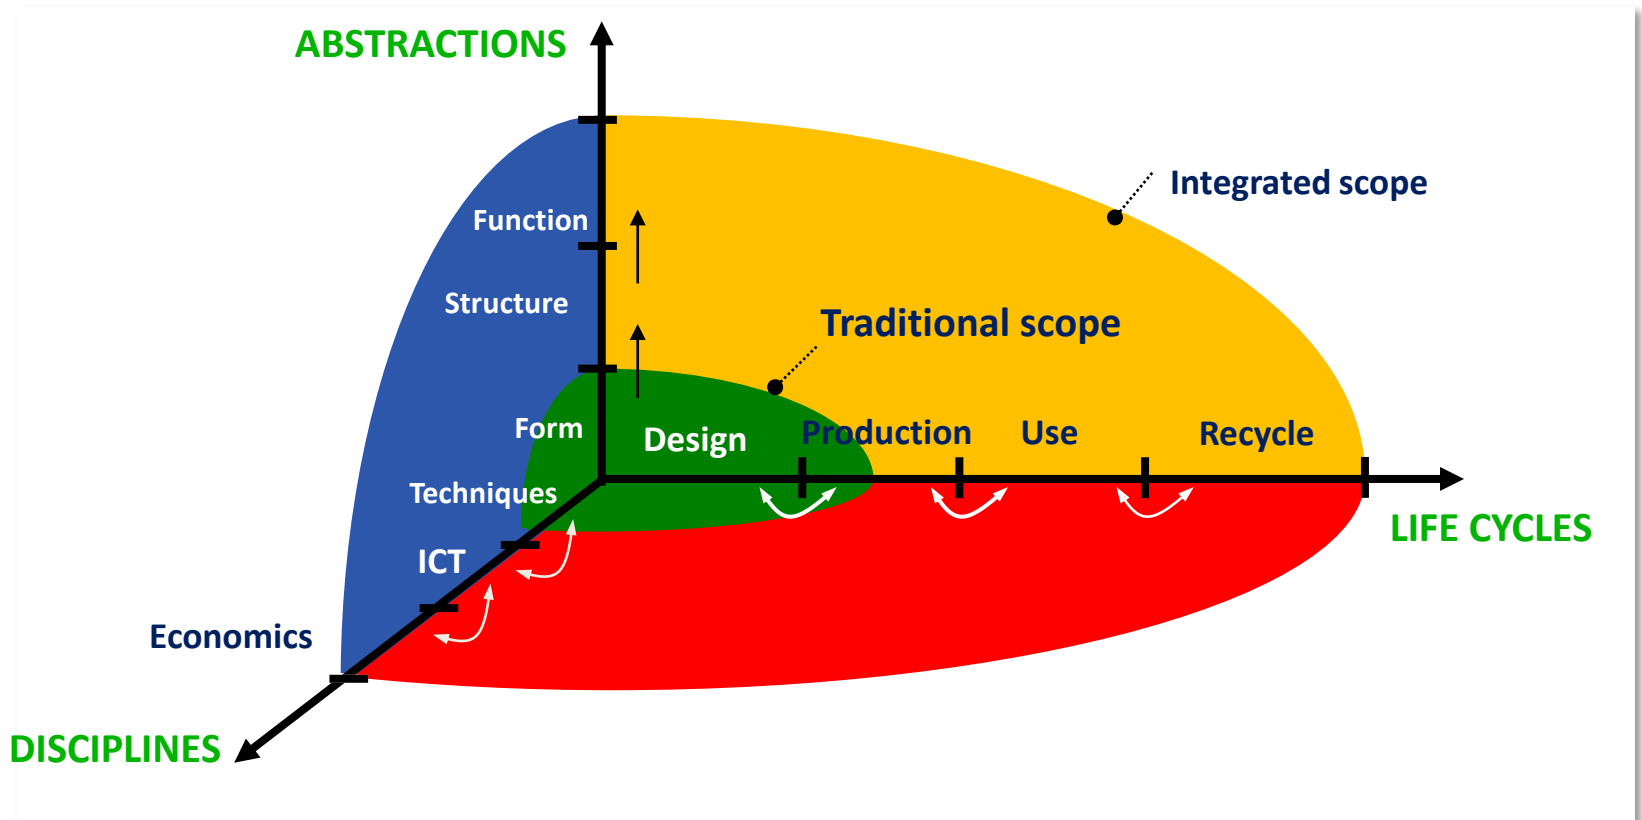 ABSTRACTIONS
Integrated scope
Function
Structure
Traditional scope
Form
Design
Production
Use
Recycle
Techniques
LIFE CYCLES
ICT
Economics
DISCIPLINES